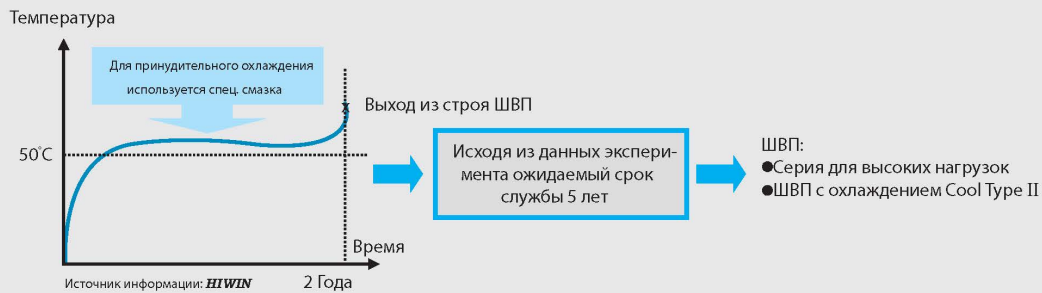 Температура
Для принудительного охлаждения
используется спец. смазка
x Выход из строя ШВП
50°C
Время
Источник информации: HIWIN
2 Года
Исходя из данных экспери-
мента ожидаемый срок
службы 5 лет
ШВП:
●Серия для высоких нагрузок
●ШВП с охлаждением Cool Type II